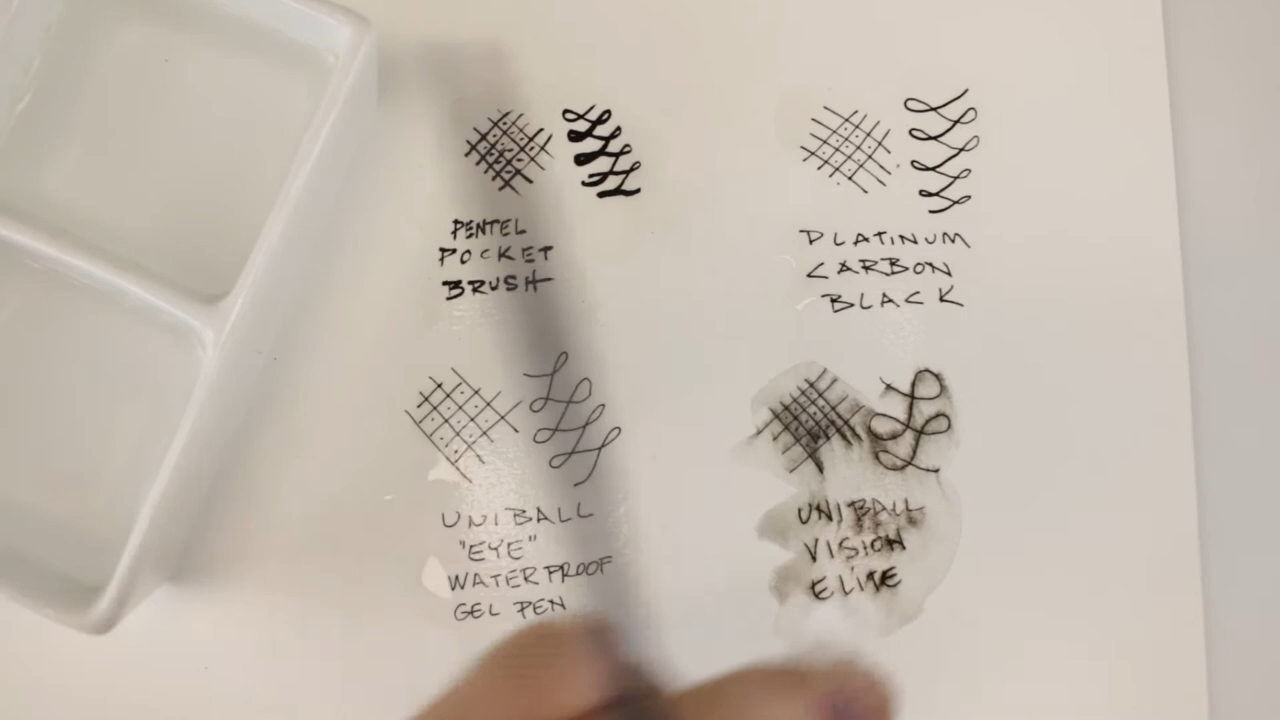 PENTEL
POCKET
BRUSH
PLATINUM
CARBON
BLACK
UNIBALL
"EYE"
WATERPROOF
GEL PEN
UNIBALL
VISION
ELITE